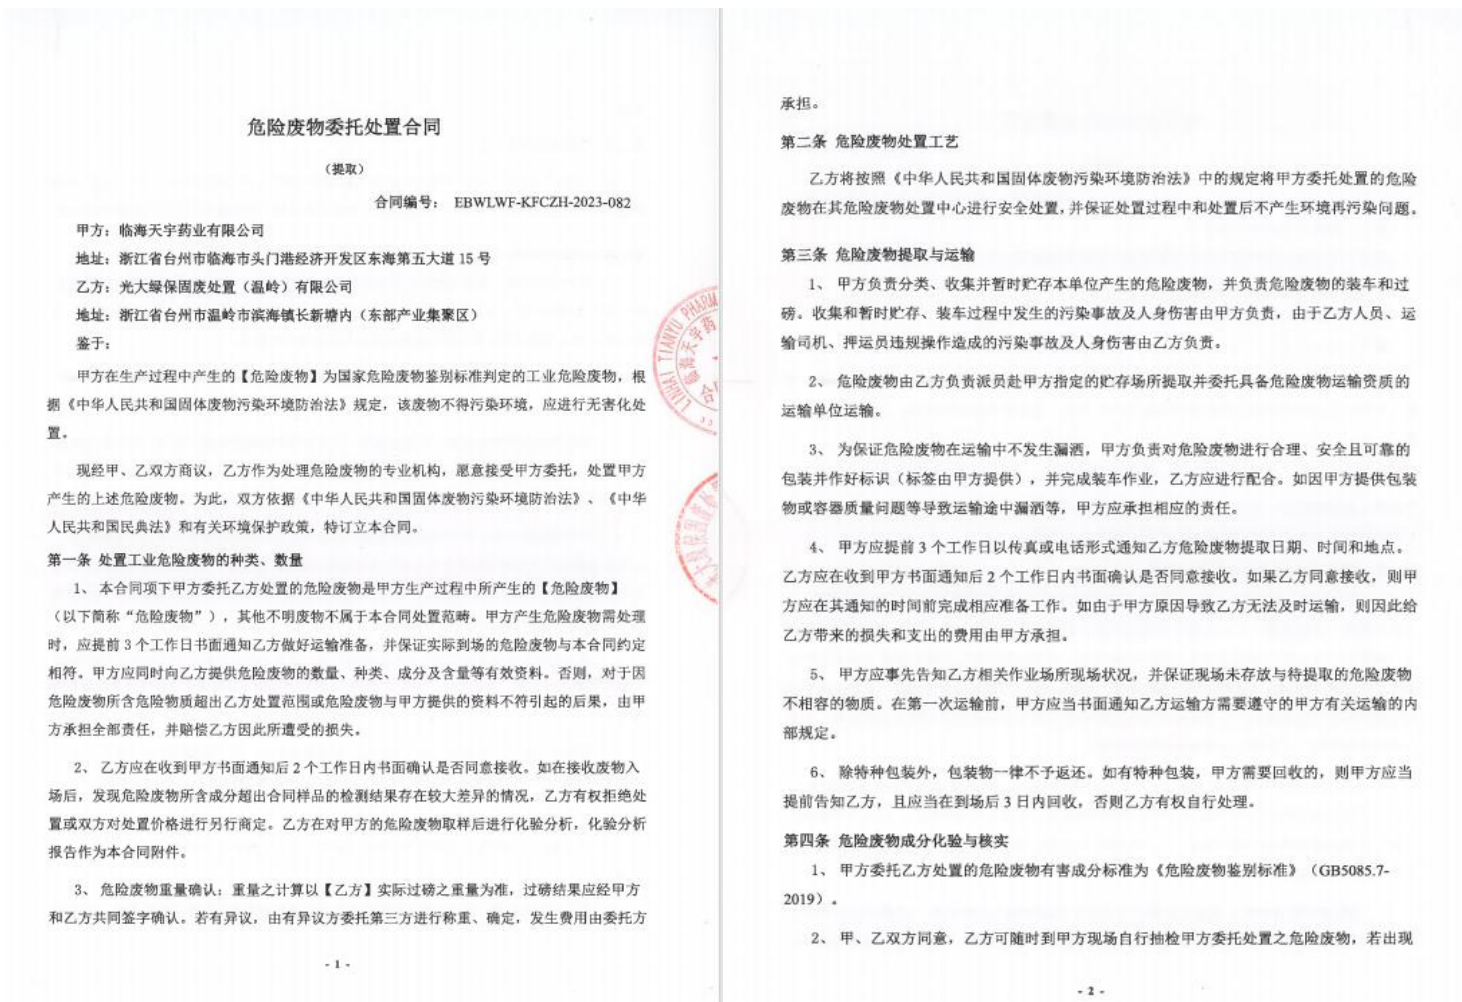 危险废物委托处置合同
（提取）
合同编号： EBWLWF-KFCZH-2023-082
甲方：临海天宇药业有限公司
地址：浙江省台州市临海市头门港经济开发区东海第五大道 15 号
乙方：光大绿保固废处置（温岭）有限公司
地址：浙江省台州市温岭市滨海镇长新塘内（东部产业集聚区）
鉴于：
甲方在生产过程中产生的【危险废物】为国家危险废物鉴别标准判定的工业危险废物，根
据《中华人民共和国固体废物污染环境防治法》规定，该废物不得污染环境，应进行无害化处
置。
现经甲、乙双方商议，乙方作为处理危险废物的专业机构，愿意接受甲方委托，处置甲方
产生的上述危险废物。为此，双方依据《中华人民共和国固体废物污染环境防治法》、《中华
人民共和国民典法》和有关环境保护政策，特订立本合同。
第一条 处置工业危险废物的种类、数量
1、 本合同项下甲方委托乙方处置的危险废物是甲方生产过程中所产生的【危险废物】
（以下简称“危险废物”），其他不明废物不属于本合同处置范畴。甲方产生危险废物需处理
时，应提前 3 个工作日书面通知乙方做好运输准备，并保证实际到场的危险废物与本合同约定
相符。甲方应同时向乙方提供危险废物的数量、种类、成分及含量等有效资料。否则，对于因
危险废物所含危险物质超出乙方处置范围或危险废物与甲方提供的资料不符引起的后果，由甲
方承担全部责任，并赔偿乙方因此所遭受的损失。
2、 乙方应在收到甲方书面通知后 2 个工作日内书面确认是否同意接收。如在接收废物入
场后，发现危险废物所含成分超出合同样品的检测结果存在较大差异的情况，乙方有权拒绝处
置或双方对处置价格进行另行商定。乙方在对甲方的危险废物取样后进行化验分析，化验分析
报告作为本合同附件。
3、 危险废物重量确认：重量之计算以【乙方】实际过磅之重量为准，过磅结果应经甲方
和乙方共同签字确认。若有异议，由有异议方委托第三方进行称重、确定，发生费用由委托方
- 1 -
LINHAI TIANYU PHARM
临海天宇药
承担。
第二条 危险废物处置工艺
乙方将按照《中华人民共和国固体废物污染环境防治法》中的规定将甲方委托处置的危险
废物在其危险废物处置中心进行安全处置，并保证处置过程中和处置后不产生环境再污染问题。
第三条 危险废物提取与运输
1、 甲方负责分类、收集并暂时贮存本单位产生的危险废物，并负责危险废物的装车和过
磅。收集和暂时贮存、装车过程中发生的污染事故及人身伤害由甲方负责，由于乙方人员、运
输司机、押运员违规操作造成的污染事故及人身伤害由乙方负责。
2、 危险废物由乙方负责派员赴甲方指定的贮存场所提取并委托具备危险废物运输资质的
运输单位运输。
3、 为保证危险废物在运输中不发生漏洒，甲方负责对危险废物进行合理、安全且可靠的
包装并作好标识（标签由甲方提供），并完成装车作业，乙方应进行配合。如因甲方提供包装
物或容器质量问题等导致运输途中漏洒等，甲方应承担相应的责任。
4、 甲方应提前 3 个工作日以传真或电话形式通知乙方危险废物提取日期、时间和地点。
乙方应在收到甲方书面通知后 2 个工作日内书面确认是否同意接收。如果乙方同意接收，则甲
方应在其通知的时间前完成相应准备工作。如由于甲方原因导致乙方无法及时运输，则因此给
乙方带来的损失和支出的费用由甲方承担。
5、 甲方应事先告知乙方相关作业场所现场状况，并保证现场未存放与待提取的危险废物
不相容的物质。在第一次运输前，甲方应当书面通知乙方运输方需要遵守的甲方有关运输的内
部规定。
6、 除特种包装外，包装物一律不予返还。如有特种包装，甲方需要回收的，则甲方应当
提前告知乙方，且应当在到场后 3 日内回收，否则乙方有权自行处理。
第四条 危险废物成分化验与核实
1、 甲方委托乙方处置的危险废物有害成分标准为《危险废物鉴别标准》（GB5085.7-
2019）。
2、 甲、乙双方同意，乙方可随时到甲方现场自行抽检甲方委托处置之危险废物，若出现
- 2 -